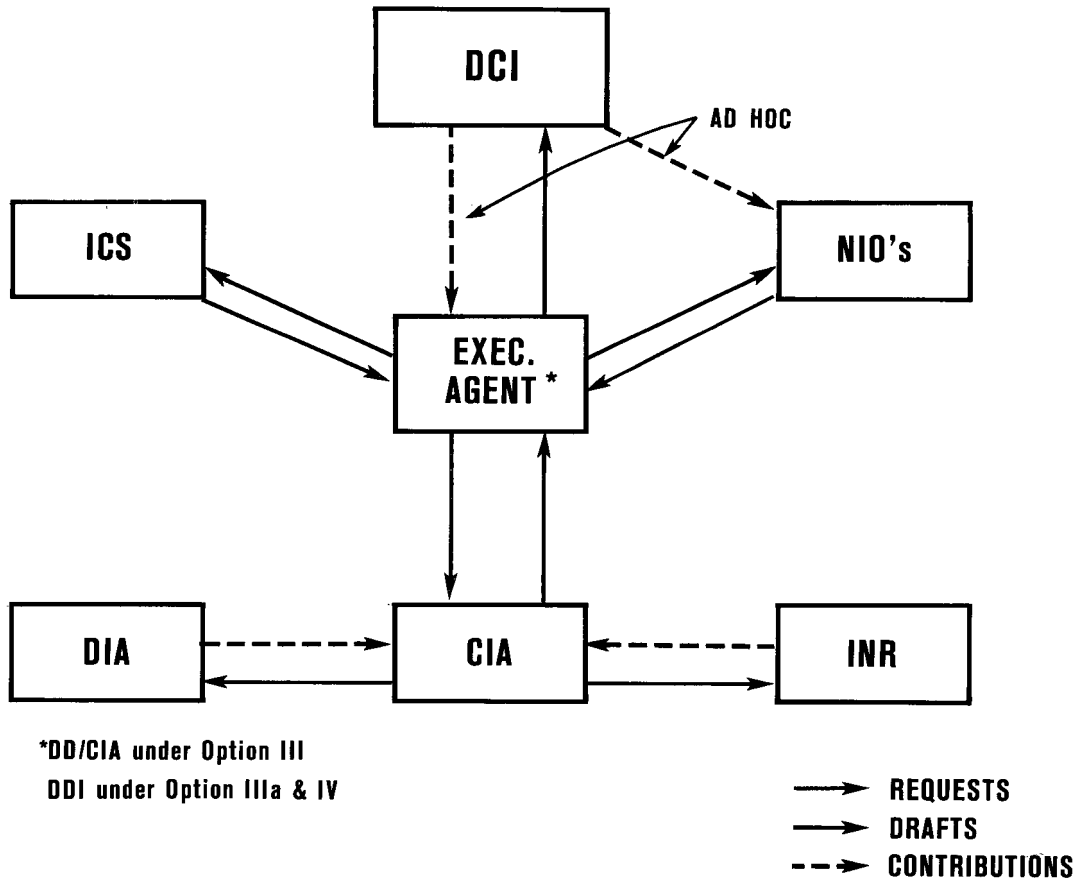 DCI
AD HOC
ICS
NIO's
EXEC.
AGENT *
DIA
CIA
INR
*DD/CIA under Option III
DDI under Option IIIa & IV
REQUESTS
DRAFTS
CONTRIBUTIONS